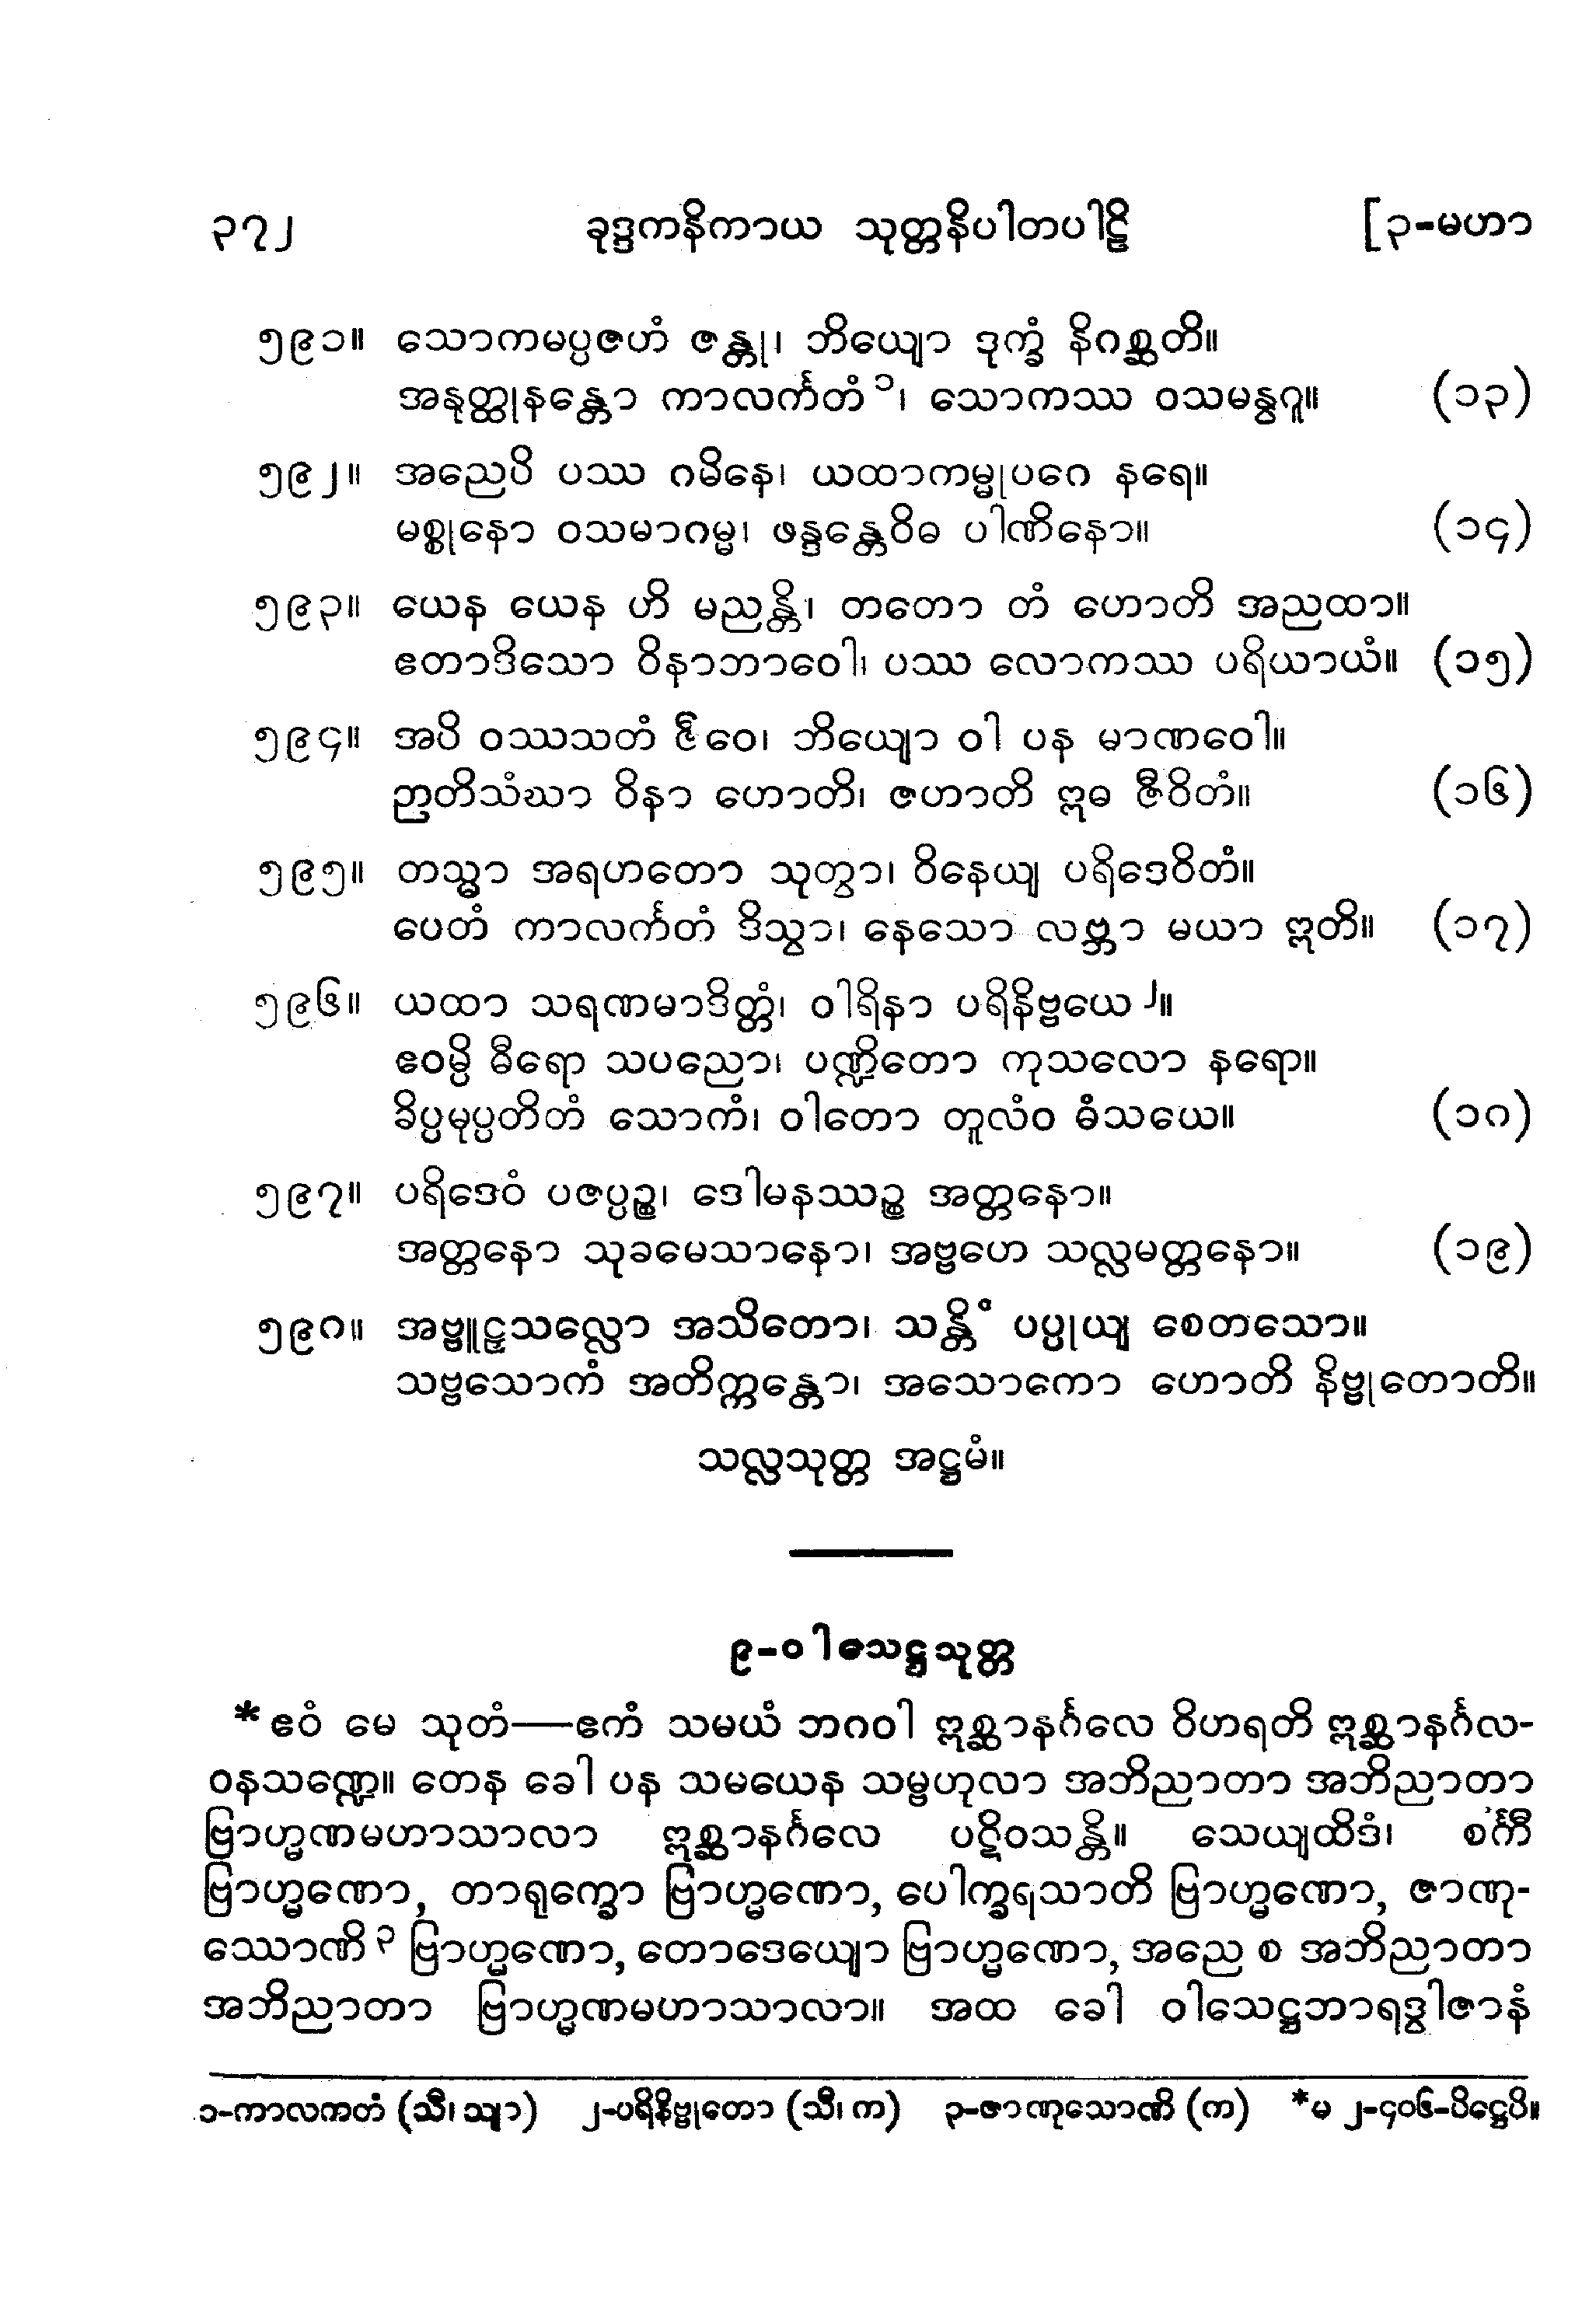 ၃၇၂ ခုဒ္ဒကနိကာယ သုတ္တနိပါတပါဠိ [၃-မဟာ
၅၉၁။ သောကမပ္ပဇဟံ ဇန္တု၊ ဘိယျော ဒုက္ခံ နိဂစ္ဆတိ။
အနုတ္ထုနန္တော ကာလင်္ကတံ ၁၊ သောကဿ ဝသမန္ဝဂူ။ (၁၃)
၅၉၂။ အညေပိ ပဿ ဂမိနေ၊ ယထာကမ္မုပဂေ နရေ။
မစ္စုနော ဝသမာဂမ္မ၊ ဖန္ဒန္တေဝိဓ ပါဏိနော။ (၁၄)
၅၉၃။ ယေန ယေန ဟိ မညန္တိ၊ တတော တံ ဟောတိ အညထာ။
ဧတာဒိသော ဝိနာဘာဝေါ၊ ပဿ လောကဿ ပရိယာယံ။ (၁၅)
၅၉၄။ အပိ ဝဿသတံ ဇီဝေ၊ ဘိယျော ဝါ ပန မာဏဝေါ။
ဉာတိသံဃာ ဝိနာ ဟောတိ၊ ဇဟာတိ ဣဓ ဇီဝိတံ။ (၁၆)
၅၉၅။ တသ္မာ အရဟတော သုတွာ၊ ဝိနေယျ ပရိဒေဝိတံ။
ပေတံ ကာလင်္ကတံ ဒိသွာ၊ နေသော လဗ္ဘာ မယာ ဣတိ။ (၁၇)
၅၉၆။ ယထာ သရဏမာဒိတ္တံ၊ ဝါရိနာ ပရိနိဗ္ဗယေ ၂။
ဧဝမ္ပိ ဓီရော သပညော၊ ပဏ္ဍိတော ကုသလော နရော။
ခိပ္ပမုပ္ပတိတံ သောကံ၊ ဝါတော တူလံဝ ဓံသယေ။ (၁၈)
၅၉၇။ ပရိဒေဝံ ပဇပ္ပဉ္စ၊ ဒေါမနဿဉ္စ အတ္တနော။
အတ္တနော သုခမေသာနော၊ အဗ္ဗဟေ သလ္လမတ္တနော။ (၁၉)
၅၉၈။ အဗ္ဗူဠှသလ္လော အသိတော၊ သန္တိံ ပပ္ပုယျ စေတသော။
သဗ္ဗသောကံ အတိက္ကန္တော၊ အသောကော ဟောတိ နိဗ္ဗုတောတိ။
သလ္လသုတ္တ အဋ္ဌမံ။
၉-ဝါသေဋ္ဌသုတ္တ
*ဧဝံ မေ သုတံ—ဧကံ သမယံ ဘဂဝါ ဣစ္ဆာနင်္ဂလေ ဝိဟရတိ ဣစ္ဆာနင်္ဂလ-
ဝနသဏ္ဍေ။ တေန ခေါ ပန သမယေန သမ္ဗဟုလာ အဘိညာတာ အဘိညာတာ
ဗြာဟ္မဏမဟာသာလာ ဣစ္ဆာနင်္ဂလေ ပဋိဝသန္တိ။ သေယျထိဒံ၊ စင်္ကီ
ဗြာဟ္မဏော, တာရုက္ခော ဗြာဟ္မဏော, ပေါက္ခရသာတိ ဗြာဟ္မဏော, ဇာဏု-
ဿောဏိ ၃ ဗြာဟ္မဏော, တောဒေယျော ဗြာဟ္မဏော, အညေ စ အဘိညာတာ
အဘိညာတာ ဗြာဟ္မဏမဟာသာလာ။ အထ ခေါ ဝါသေဋ္ဌဘာရဒွါဇာနံ
၁-ကာလကတံ (သီ၊ သျာ) ၂-ပရိနိဗ္ဗုတော (သီ၊ က) ၃-ဇာဏုသောဏိ (က) *မ ၂-၄၀၆-ပိဋ္ဌေပိ။